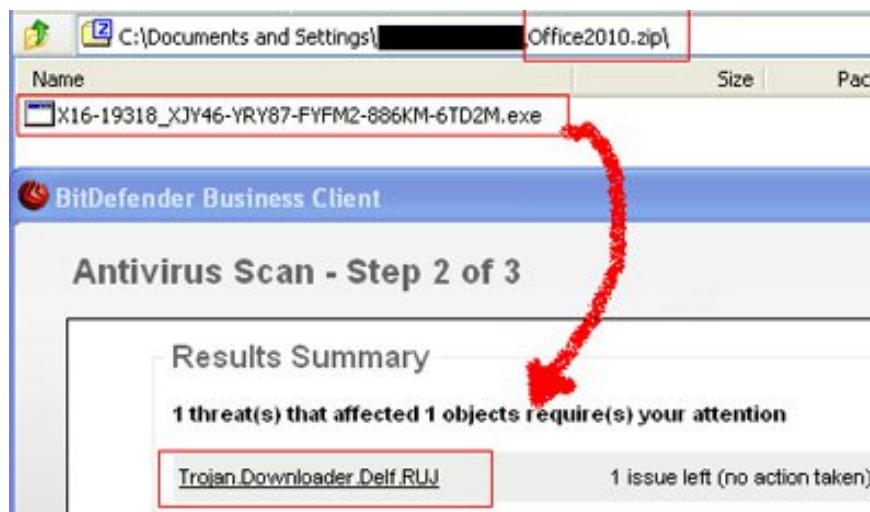 C:\Documents and Settings\ Office2010.zip\
Name Size Pac
X16-19318_XJY46-YRY87-FYFM2-886KM-6TD2M.exe
BitDefender Business Client
Antivirus Scan - Step 2 of 3
Results Summary
1 threat(s) that affected 1 objects require(s) your attention
Trojan.Downloader.Delf.RUJ 1 issue left (no action taken)